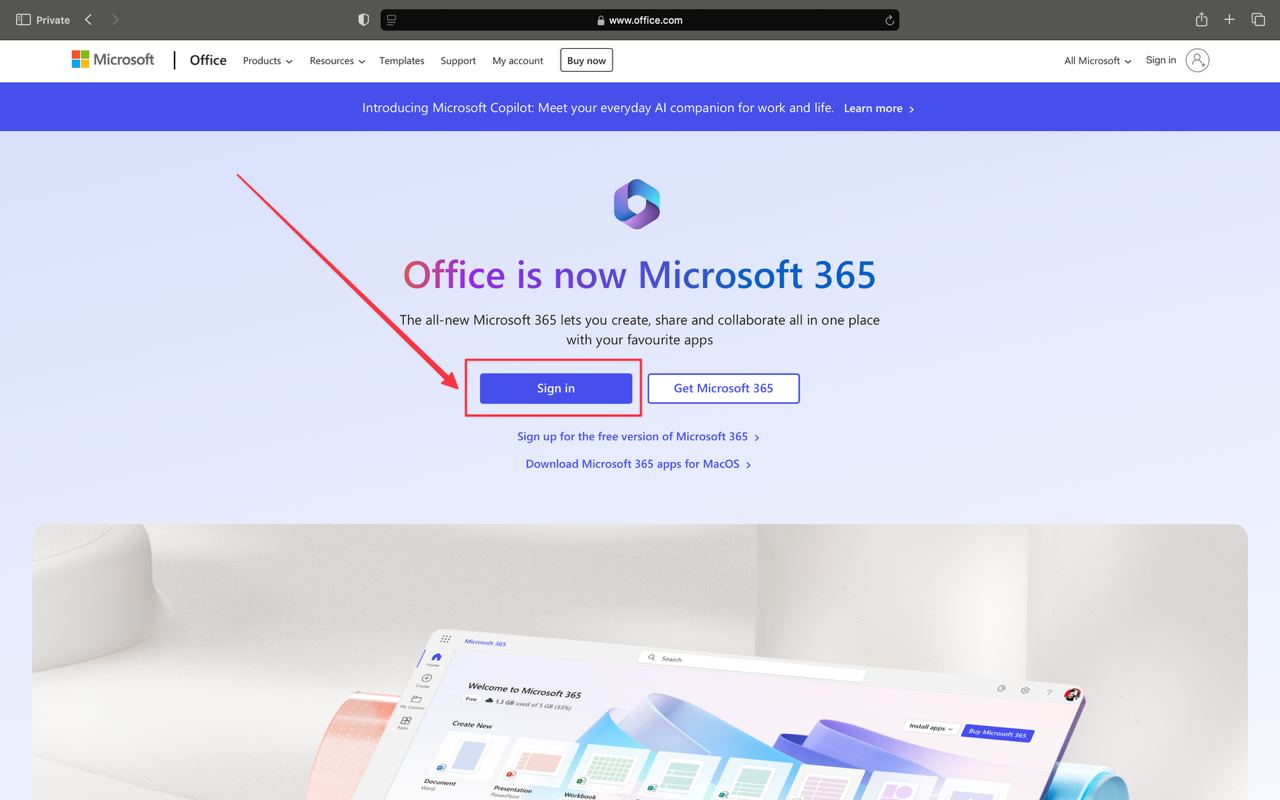 Private
www.office.com
Microsoft
Office
Products
Resources
Templates
Support
My account
Buy now
All Microsoft
Sign in
Introducing Microsoft Copilot: Meet your everyday AI companion for work and life. Learn more
Office is now Microsoft 365
The all-new Microsoft 365 lets you create, share and collaborate all in one place
with your favourite apps
Sign in
Get Microsoft 365
Sign up for the free version of Microsoft 365
Download Microsoft 365 apps for MacOS
Microsoft 365
Search
Home
Create
My Content
Apps
Welcome to Microsoft 365
Free
1.3 GB used of 5 GB (33%)
Install apps
Buy Microsoft 365
Create New
Document
Word
Presentation
PowerPoint
Workbook